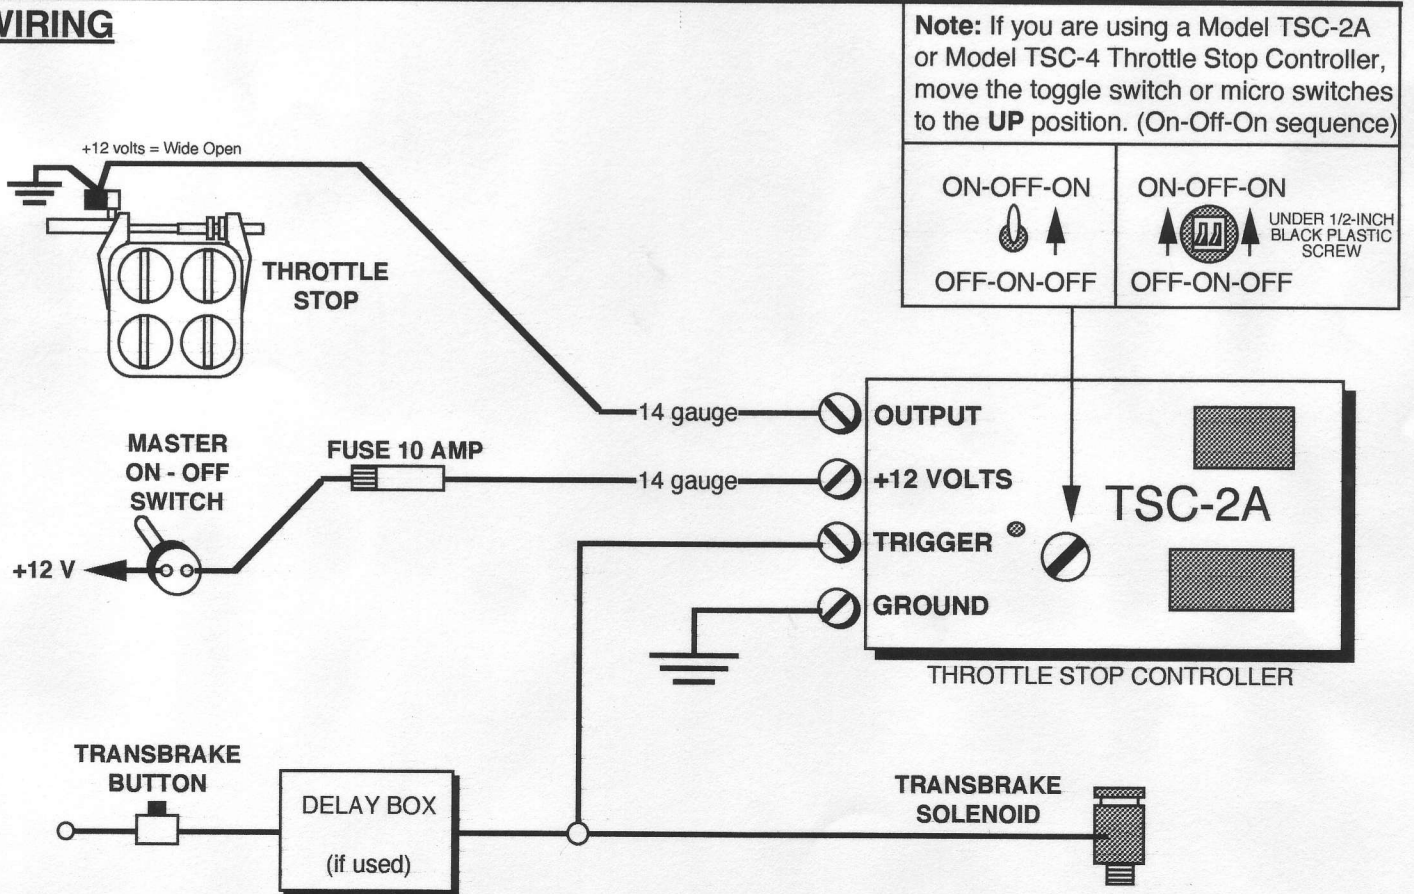 WIRING
Note: If you are using a Model TSC-2A
or Model TSC-4 Throttle Stop Controller,
move the toggle switch or micro switches
to the UP position. (On-Off-On sequence)
ON-OFF-ON
OFF-ON-OFF
ON-OFF-ON
UNDER 1/2-INCH
BLACK PLASTIC
SCREW
OFF-ON-OFF
+12 volts = Wide Open
THROTTLE
STOP
14 gauge
OUTPUT
MASTER
ON - OFF
SWITCH
FUSE 10 AMP
14 gauge
+12 VOLTS
TSC-2A
TRIGGER
+12 V
GROUND
THROTTLE STOP CONTROLLER
TRANSBRAKE
BUTTON
DELAY BOX
(if used)
TRANSBRAKE
SOLENOID